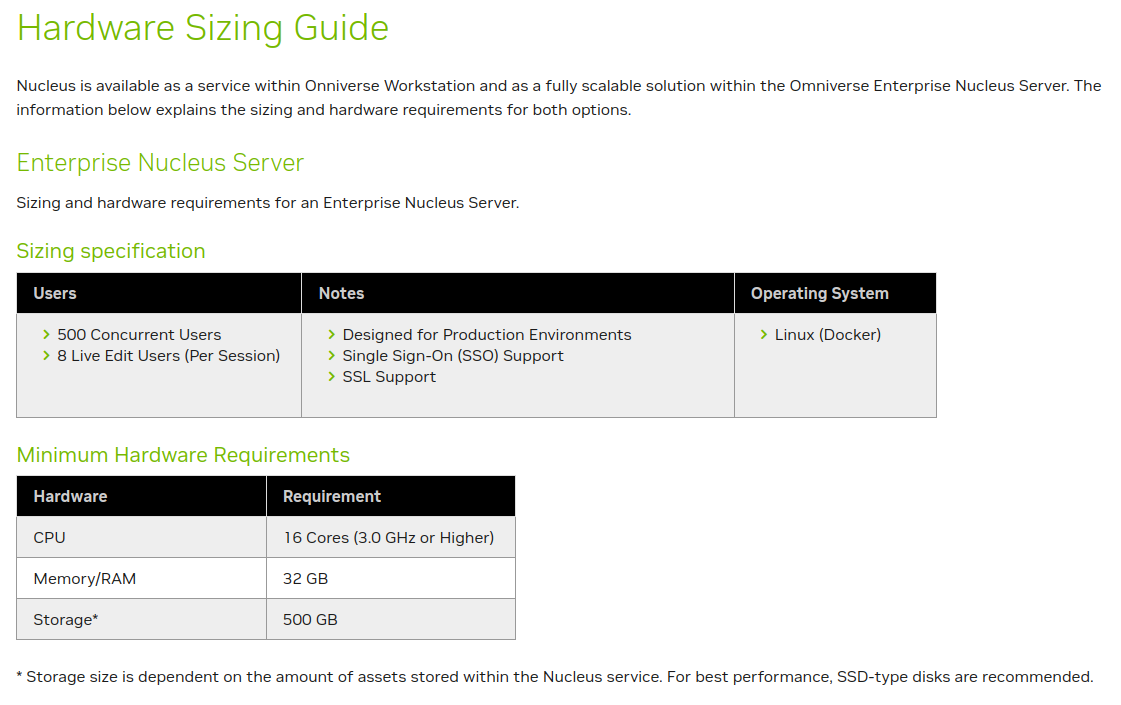 Hardware Sizing Guide
Nucleus is available as a service within Onniverse Workstation and as a fully scalable solution within the Omniverse Enterprise Nucleus Server. The
information below explains the sizing and hardware requirements for both options.
Enterprise Nucleus Server
Sizing and hardware requirements for an Enterprise Nucleus Server.
Sizing specification
Users Notes Operating System
500 Concurrent Users Designed for Production Environments Linux (Docker)
8 Live Edit Users (Per Session) Single Sign-On (SSO) Support
SSL Support
Minimum Hardware Requirements
Hardware Requirement
CPU 16 Cores (3.0 GHz or Higher)
Memory/RAM 32 GB
Storage* 500 GB
* Storage size is dependent on the amount of assets stored within the Nucleus service. For best performance, SSD-type disks are recommended.